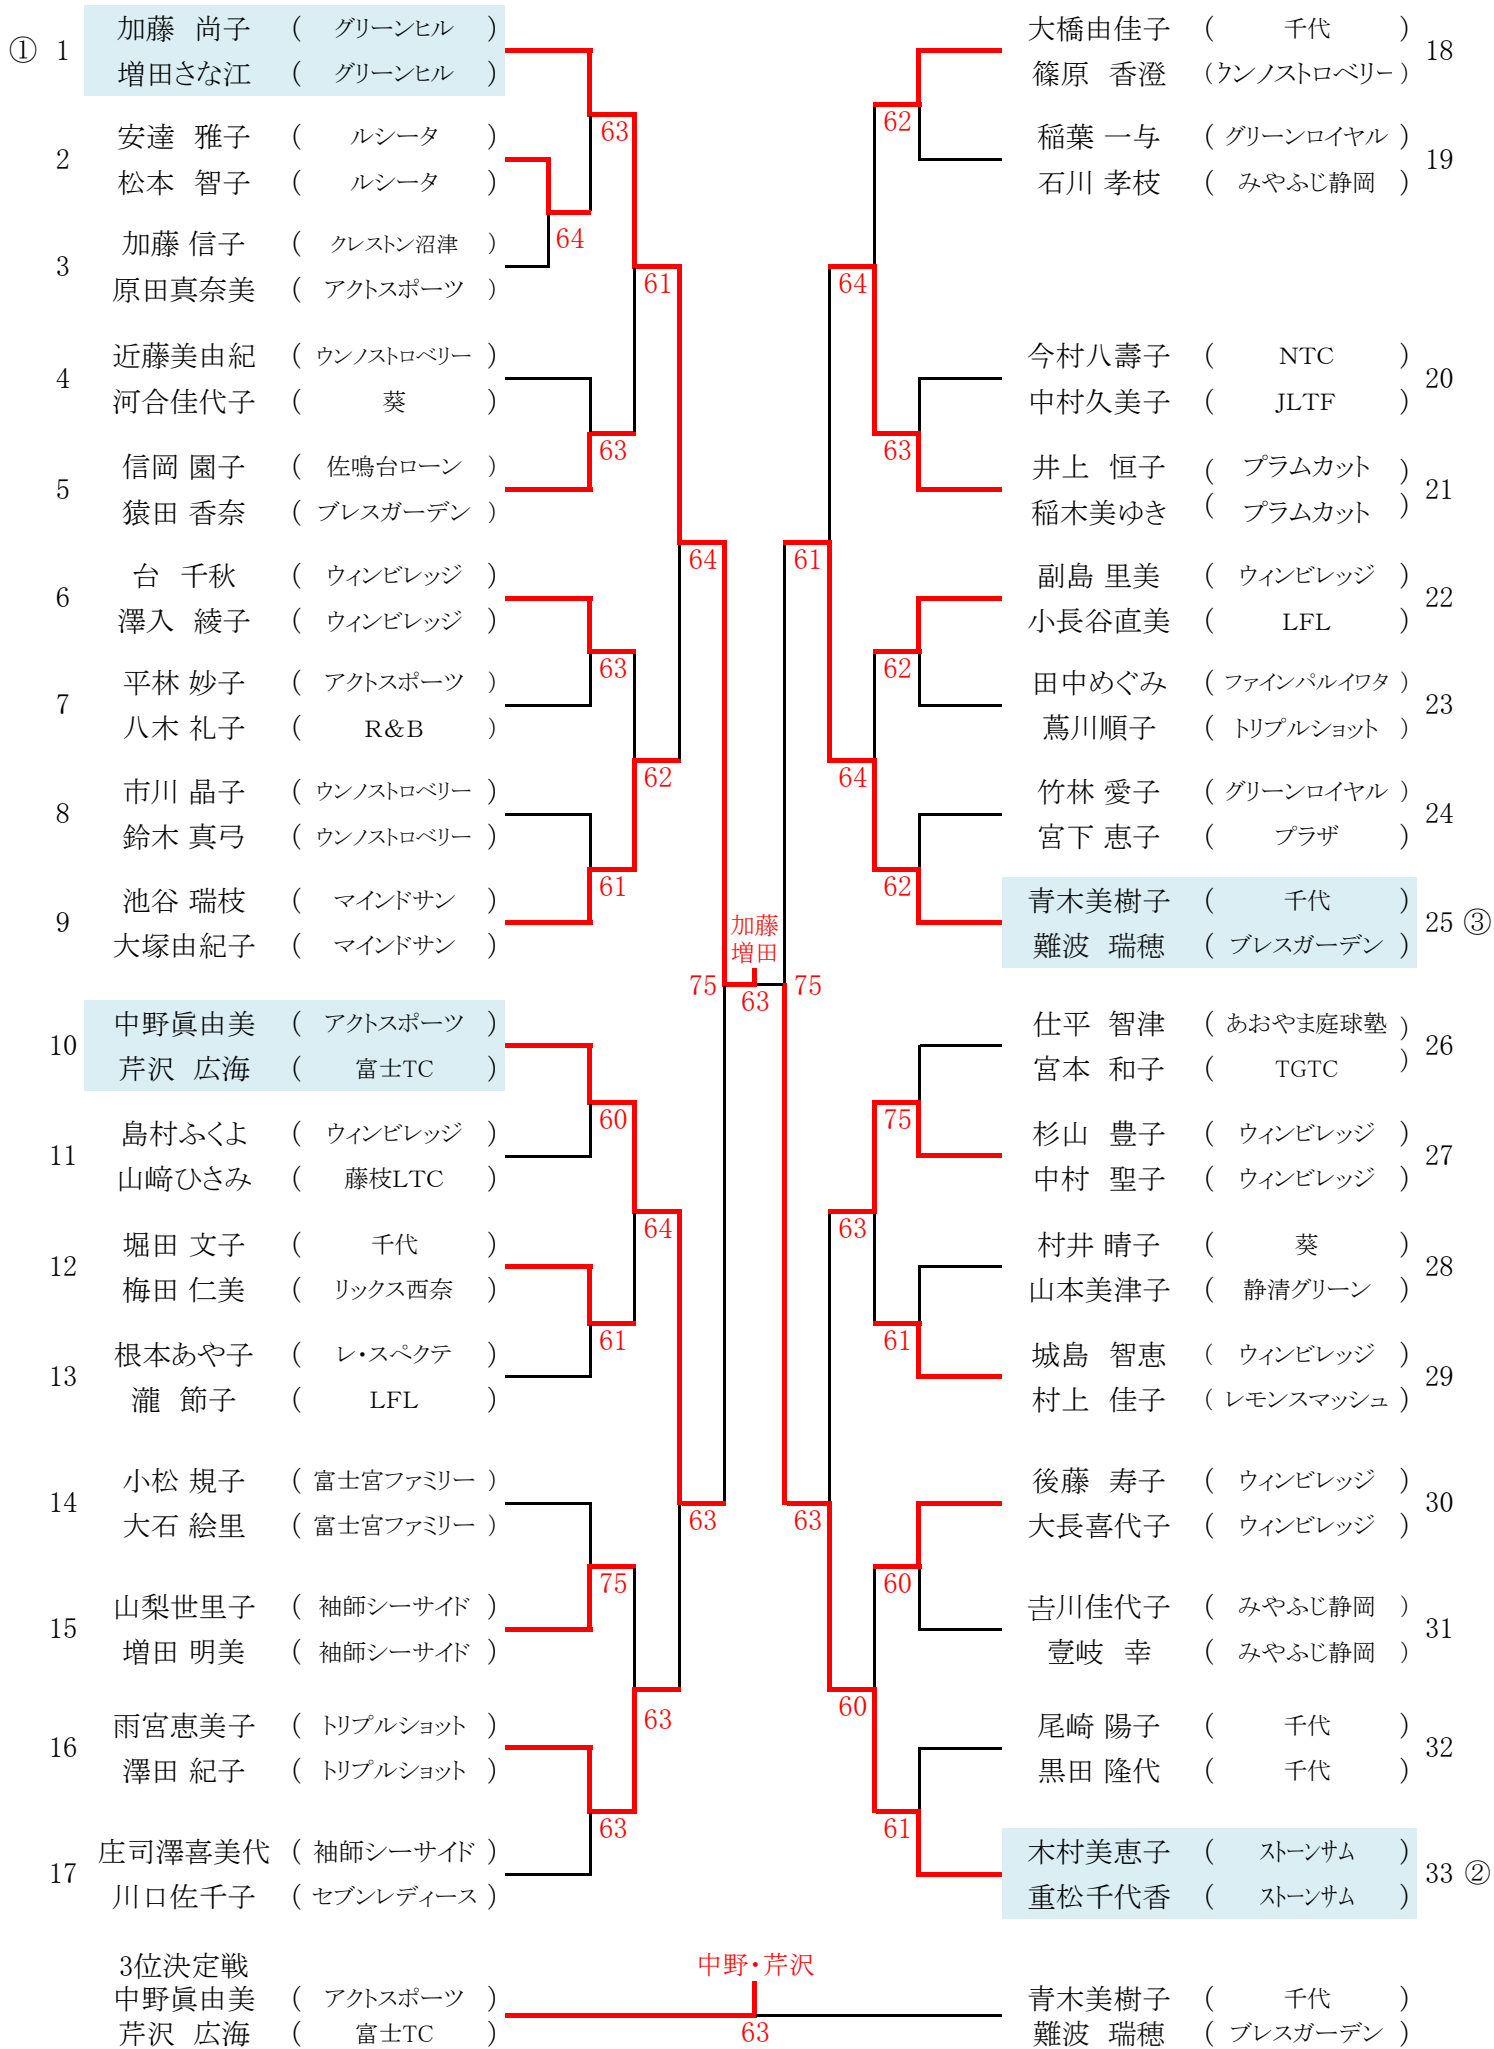 ① 1 加藤 尚子 ( グリーンヒル )
増田さな江 ( グリーンヒル )
2 安達 雅子 ( ルシータ )
松本 智子 ( ルシータ )
3 加藤 信子 ( クレストン沼津 )
原田真奈美 ( アクトスポーツ )
4 近藤美由紀 ( ウンノストロベリー )
河合佳代子 ( 葵 )
5 信岡 園子 ( 佐鳴台ローン )
猿田 香奈 ( ブレスガーデン )
6 台 千秋 ( ウィンビレッジ )
澤入 綾子 ( ウィンビレッジ )
7 平林 妙子 ( アクトスポーツ )
八木 礼子 ( R&B )
8 市川 晶子 ( ウンノストロベリー )
鈴木 真弓 ( ウンノストロベリー )
9 池谷 瑞枝 ( マインドサン )
大塚由紀子 ( マインドサン )
10 中野眞由美 ( アクトスポーツ )
芹沢 広海 ( 富士TC )
11 島村ふくよ ( ウィンビレッジ )
山﨑ひさみ ( 藤枝LTC )
12 堀田 文子 ( 千代 )
梅田 仁美 ( リックス西奈 )
13 根本あや子 ( レ・スペクテ )
瀧 節子 ( LFL )
14 小松 規子 ( 富士宮ファミリー )
大石 絵里 ( 富士宮ファミリー )
15 山梨世里子 ( 袖師シーサイド )
増田 明美 ( 袖師シーサイド )
16 雨宮恵美子 ( トリプルショット )
澤田 紀子 ( トリプルショット )
17 庄司澤喜美代 ( 袖師シーサイド )
川口佐千子 ( セブンレディース )
63
64
61
63
64
63
62
61
75
60
64
61
63
75
63
63
加藤
増田
63
大橋由佳子 ( 千代 ) 18
篠原 香澄 (ウンノストロベリー)
稲葉 一与 ( グリーンロイヤル ) 19
石川 孝枝 ( みやふじ静岡 )
今村八壽子 ( NTC ) 20
中村久美子 ( JLTF )
井上 恒子 ( プラムカット ) 21
稲木美ゆき ( プラムカット )
副島 里美 ( ウィンビレッジ ) 22
小長谷直美 ( LFL )
田中めぐみ ( ファインパルイワタ ) 23
蔦川順子 ( トリプルショット )
竹林 愛子 ( グリーンロイヤル ) 24
宮下 恵子 ( プラザ )
青木美樹子 ( 千代 ) 25 ③
難波 瑞穂 ( ブレスガーデン )
仕平 智津 ( あおやま庭球塾 ) 26
宮本 和子 ( TGTC )
杉山 豊子 ( ウィンビレッジ ) 27
中村 聖子 ( ウィンビレッジ )
村井 晴子 ( 葵 ) 28
山本美津子 ( 静清グリーン )
城島 智恵 ( ウィンビレッジ ) 29
村上 佳子 ( レモンスマッシュ )
後藤 寿子 ( ウィンビレッジ ) 30
大長喜代子 ( ウィンビレッジ )
𠮷川佳代子 ( みやふじ静岡 ) 31
壹岐 幸 ( みやふじ静岡 )
尾崎 陽子 ( 千代 ) 32
黒田 隆代 ( 千代 )
木村美恵子 ( ストーンサム ) 33 ②
重松千代香 ( ストーンサム )
62
64
63
61
62
64
62
75
75
63
61
63
60
60
61
3位決定戦
中野眞由美 ( アクトスポーツ )
芹沢 広海 ( 富士TC )
中野・芹沢
63
青木美樹子 ( 千代 )
難波 瑞穂 ( ブレスガーデン )